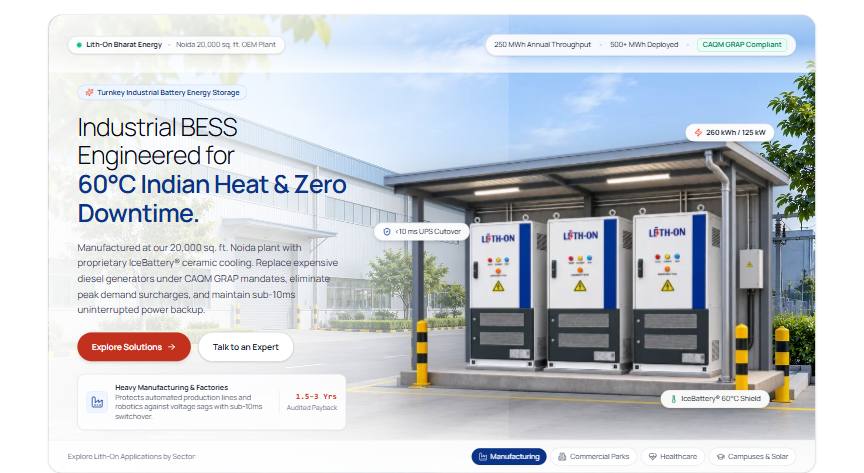 Lith-On Bharat Energy · Noida 20,000 sq. ft. OEM Plant
250 MWh Annual Throughput · 500+ MWh Deployed · CAQM GRAP Compliant
Turnkey Industrial Battery Energy Storage
260 kWh / 125 kW
Industrial BESS
Engineered for
60°C Indian Heat & Zero
Downtime.
<10 ms UPS Cutover
LITH-ON LITH-ON LITH-ON
Manufactured at our 20,000 sq. ft. Noida plant with
proprietary IceBattery® ceramic cooling. Replace expensive
diesel generators under CAQM GRAP mandates, eliminate
peak demand surcharges, and maintain sub-10ms
uninterrupted power backup.
Explore Solutions → Talk to an Expert
Heavy Manufacturing & Factories
Protects automated production lines and
robotics against voltage sags with sub-10ms
switchover.
1.5-3 Yrs
Audited Payback
IceBattery® 60°C Shield
Explore Lith-On Applications by Sector
Manufacturing Commercial Parks Healthcare Campuses & Solar